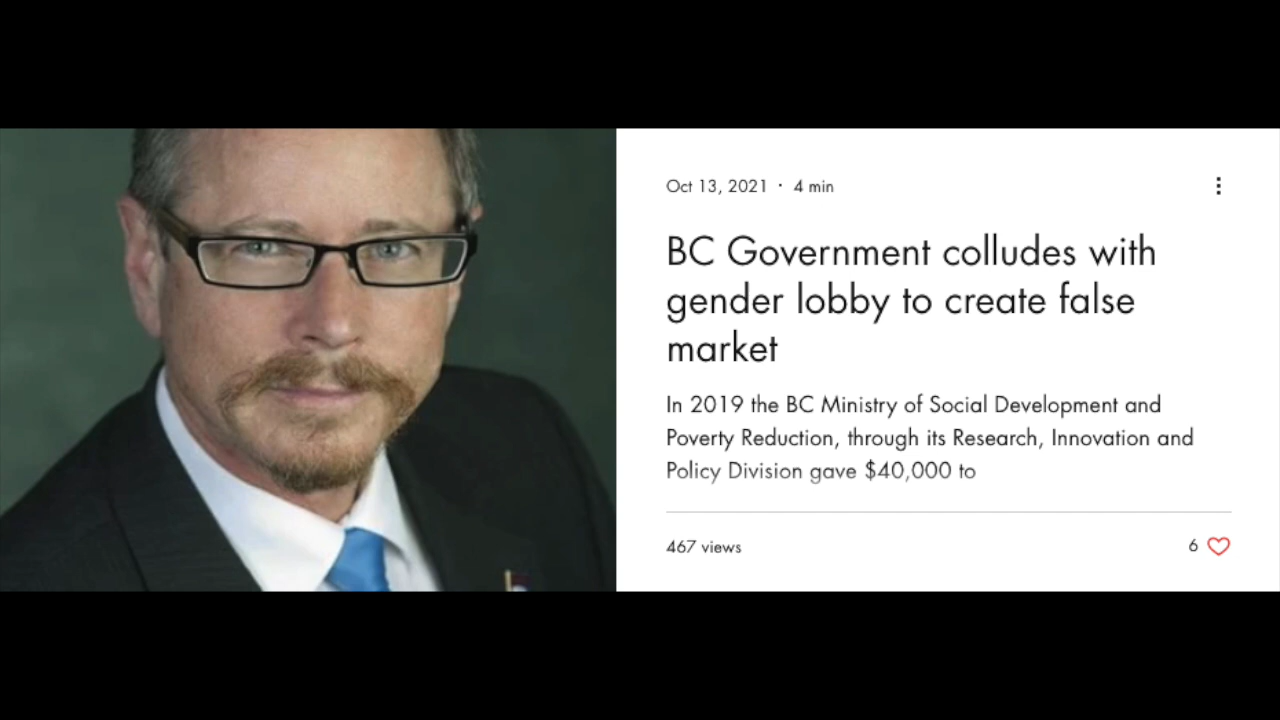 Oct 13, 2021 · 4 min
BC Government colludes with
gender lobby to create false
market
In 2019 the BC Ministry of Social Development and
Poverty Reduction, through its Research, Innovation and
Policy Division gave $40,000 to
467 views
6